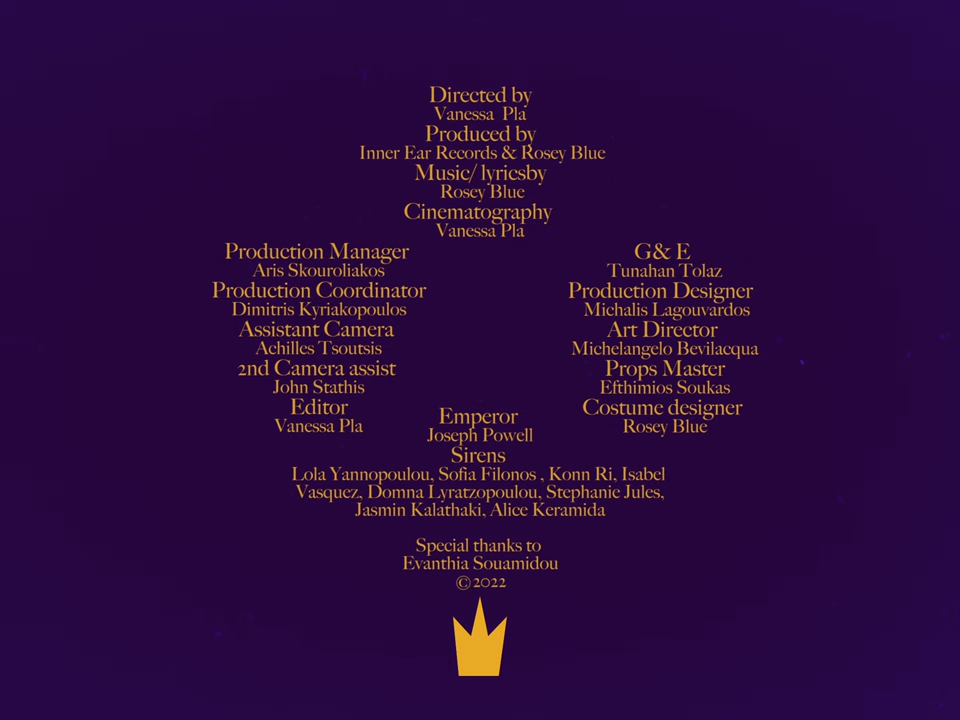 Directed by
Vanessa Pla
Produced by
Inner Ear Records & Rosey Blue
Music/ lyricsby
Rosey Blue
Cinematography
Vanessa Pla
Production Manager
Aris Skouroliakos
Production Coordinator
Dimitris Kyriakopoulos
Assistant Camera
Achilles Tsoutsis
2nd Camera assist
John Stathis
Editor
Vanessa Pla
G& E
Tunahan Tolaz
Production Designer
Michalis Lagouvardos
Art Director
Michelangelo Bevilacqua
Props Master
Efthimios Soukas
Costume designer
Rosey Blue
Emperor
Joseph Powell
Sirens
Lola Yannopoulou, Sofia Filonos , Konn Ri, Isabel
Vasquez, Domna Lyratzopoulou, Stephanie Jules,
Jasmin Kalathaki, Alice Keramida
Special thanks to
Evanthia Souamidou
©2022